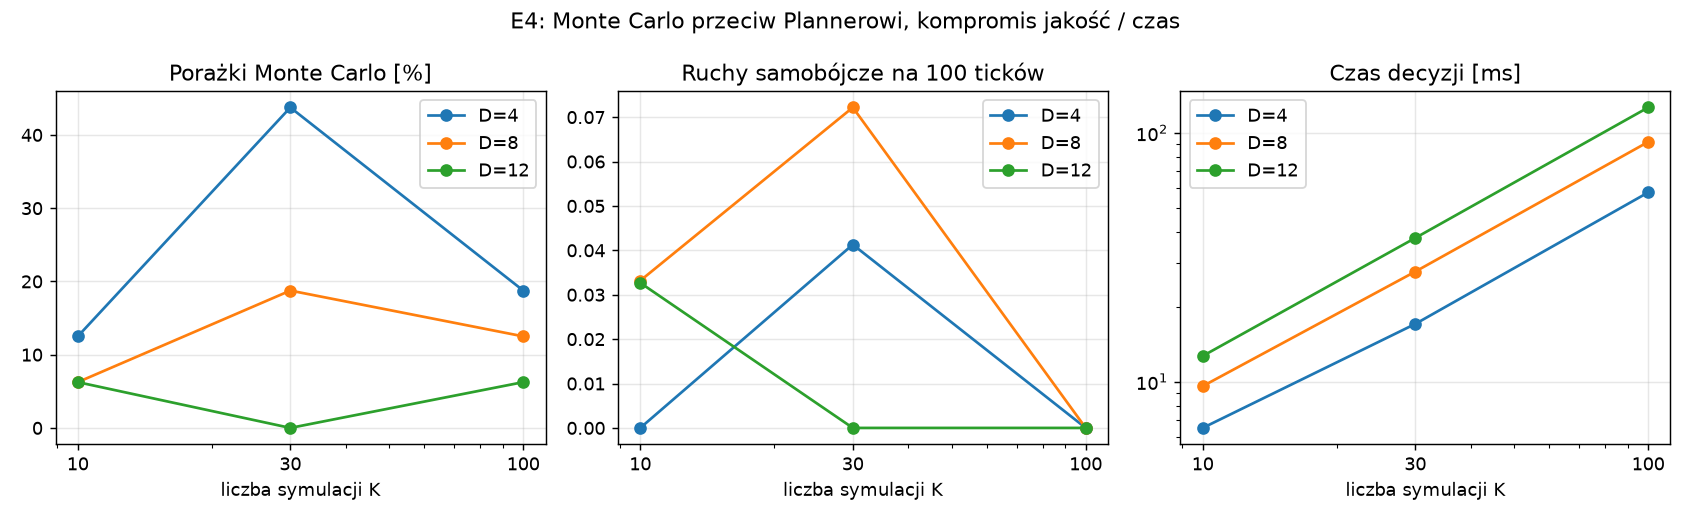 E4: Monte Carlo przeciw Plannerowi, kompromis jakość / czas
Porażki Monte Carlo [%]
D=4
D=8
D=12
40
30
20
10
0
10
30
100
liczba symulacji K
Ruchy samobójcze na 100 ticków
D=4
D=8
D=12
0.07
0.06
0.05
0.04
0.03
0.02
0.01
0.00
10
30
100
liczba symulacji K
Czas decyzji [ms]
D=4
D=8
D=12
10²
10¹
10
30
100
liczba symulacji K